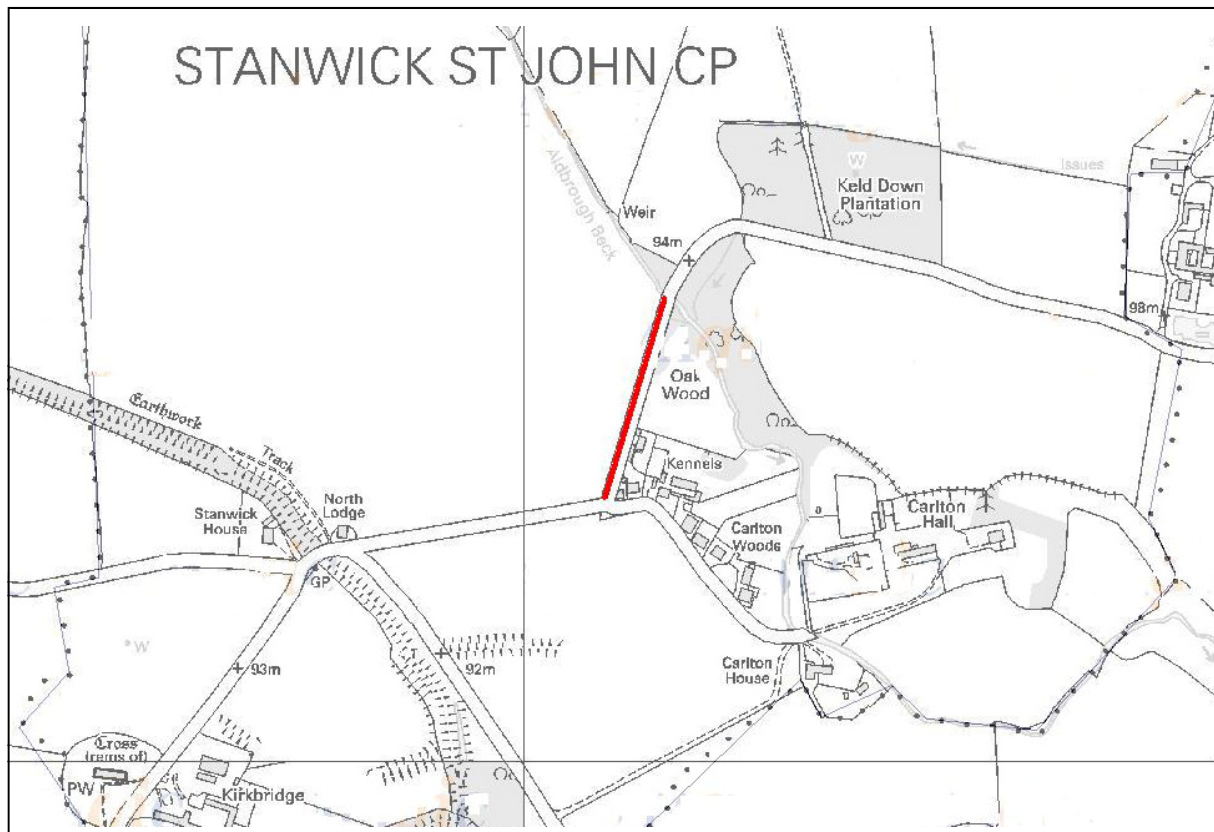 STANWICK ST JOHN CP
Aldbrough Beck
Weir
94m
W
Keld Down
Plantation
Issues
98m
Oak
Wood
Earthwork
Track
North
Lodge
Stanwick
House
GP
Kennels
Carlton
Woods
Carlton
Hall
W
93m
92m
Carlton
House
Cross
(rems of)
PW
Kirkbridge